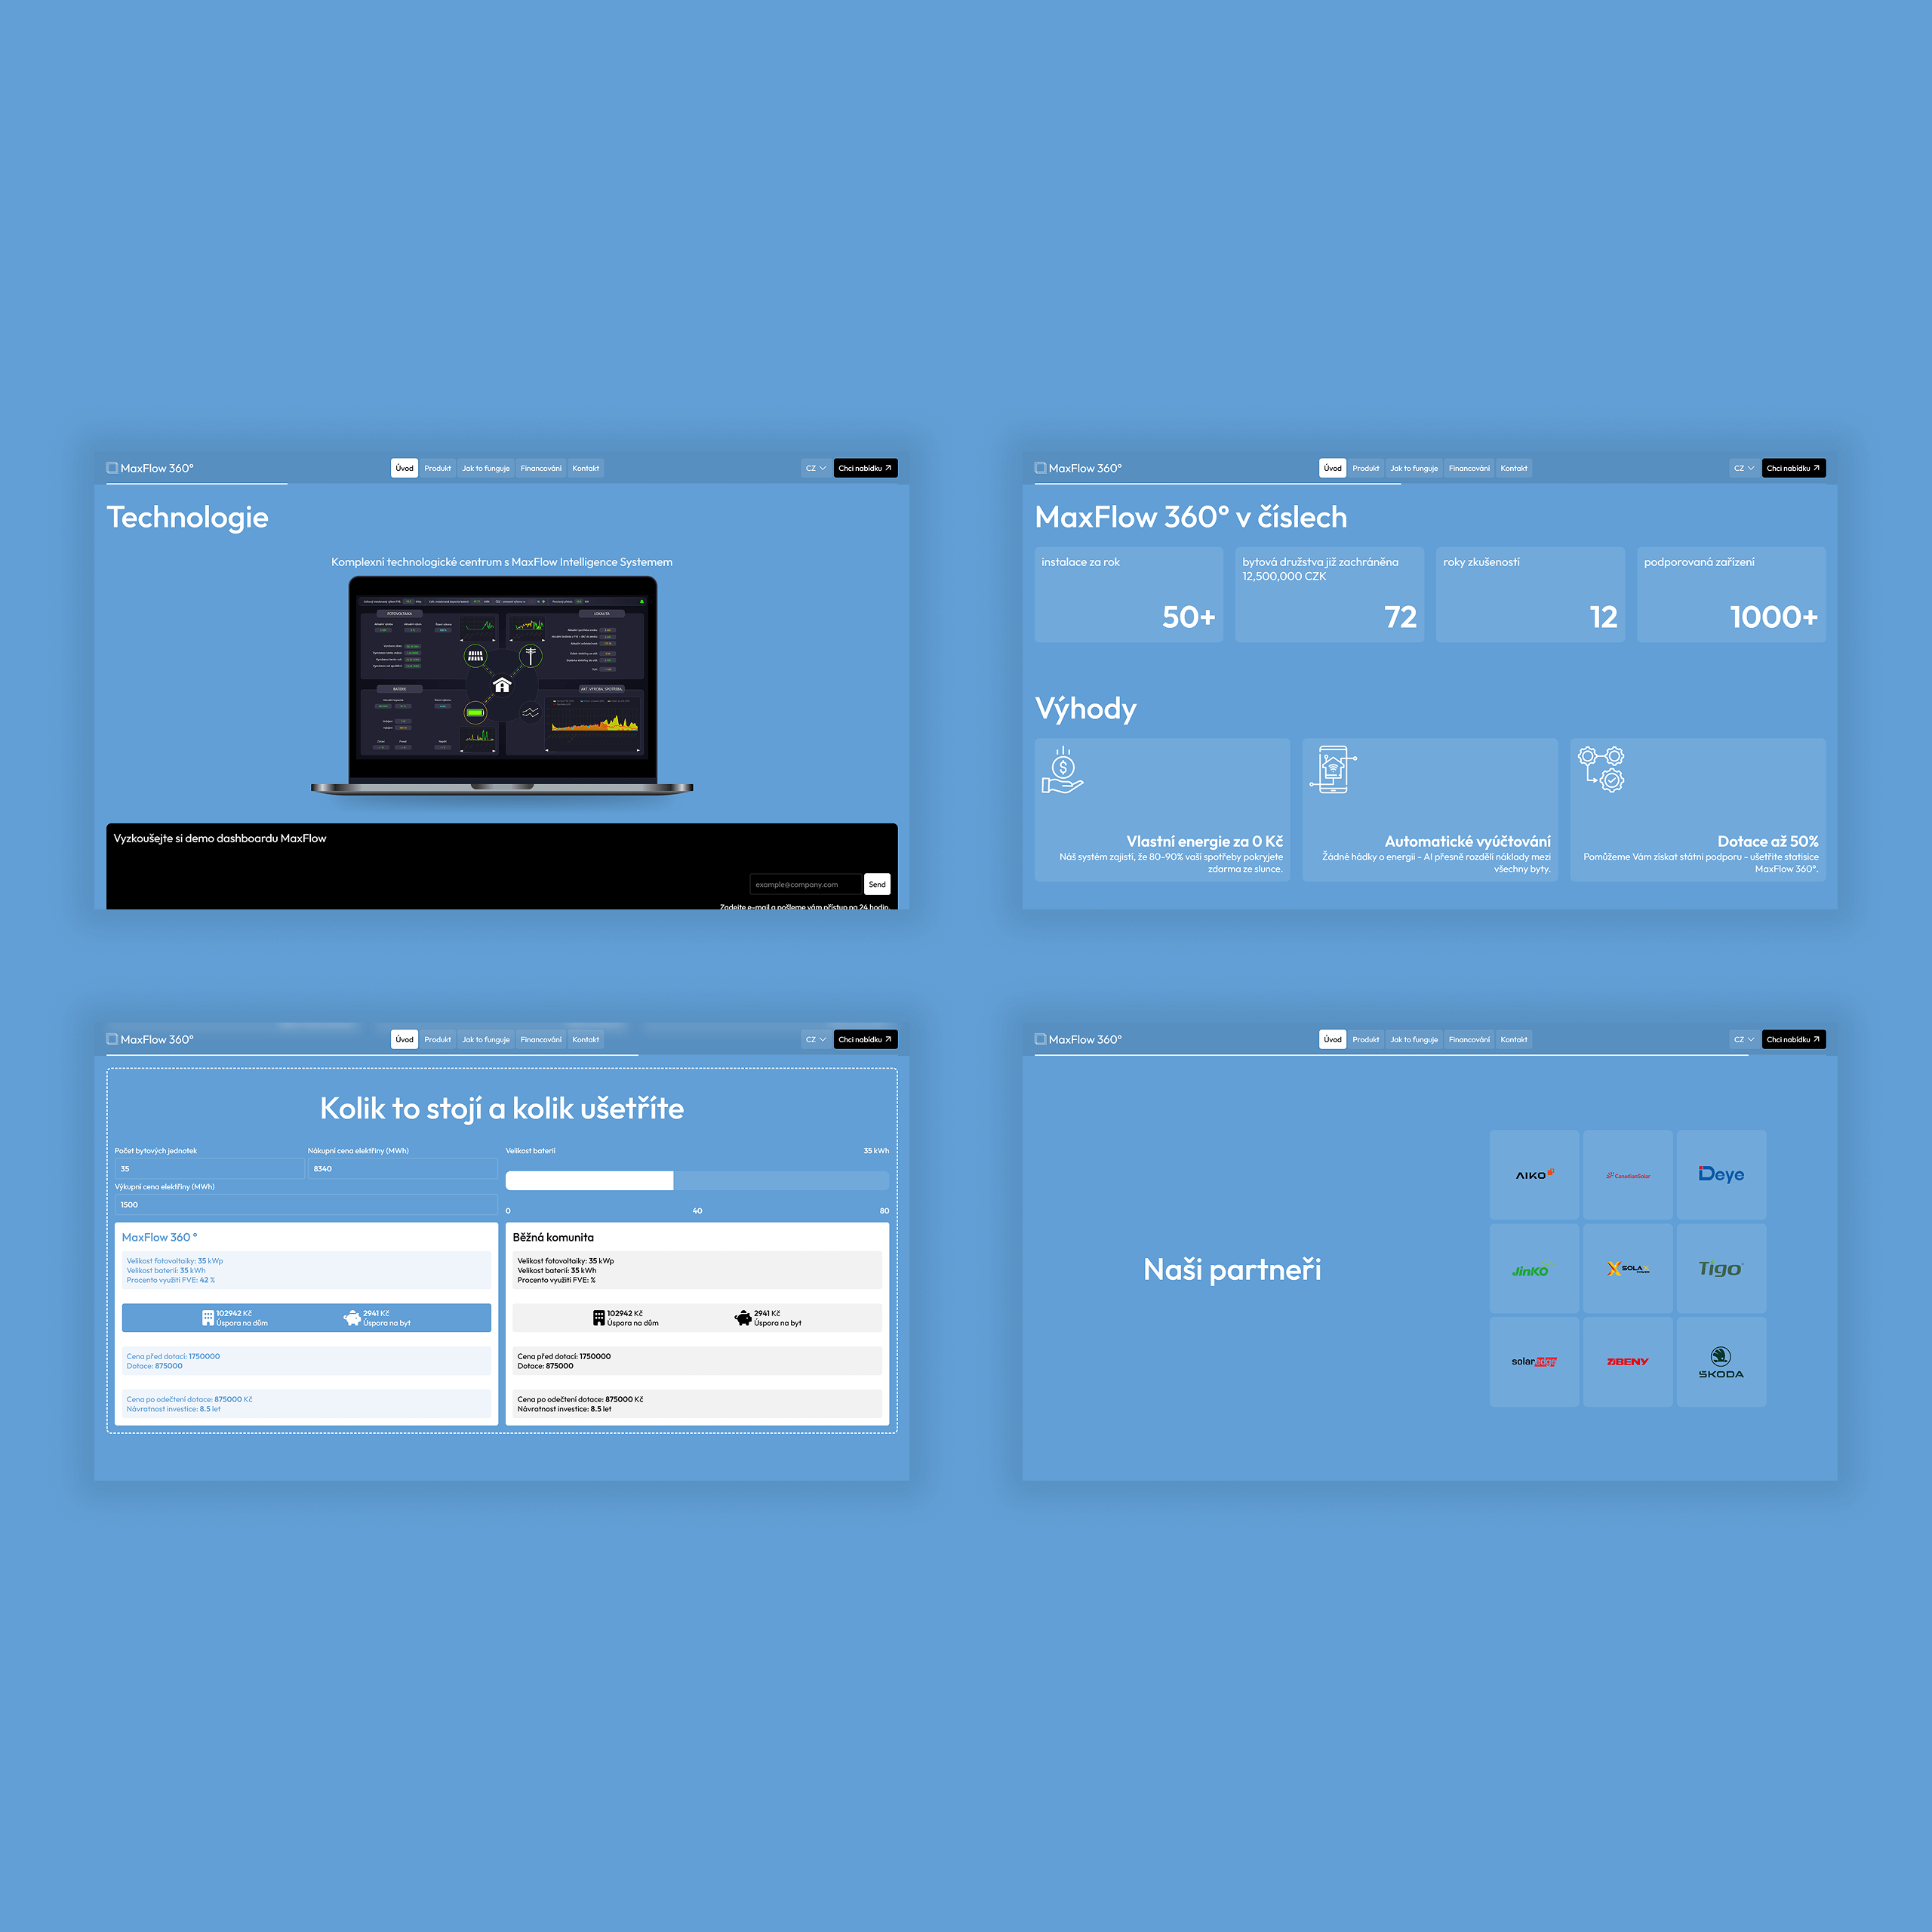 MaxFlow 360°
Úvod
Produkt
Jak to funguje
Financování
Kontakt
CZ
Chci nabídku
Technologie
Komplexní technologické centrum s MaxFlow Intelligence Systemem
FOTOVOLTAIKA
LOKALITA
BATERIE
AKT. VÝROBA, SPOTŘEBA
Vyzkoušejte si demo dashboardu MaxFlow
example@company.com
Send
Zadejte e-mail a pošleme vám přístup na 24 hodin.
MaxFlow 360°
Úvod
Produkt
Jak to funguje
Financování
Kontakt
CZ
Chci nabídku
MaxFlow 360° v číslech
instalace za rok
50+
bytová družstva již zachráněna
12,500,000 CZK
72
roky zkušeností
12
podporovaná zařízení
1000+
Výhody
Vlastní energie za 0 Kč
Náš systém zajistí, že 80-90% vaší spotřeby pokryjete
zdarma ze slunce.
Automatické vyúčtování
Žádné hádky o energii - AI přesně rozdělí náklady mezi
všechny byty.
Dotace až 50%
Pomůžeme Vám získat státní podporu - ušetříte statisíce
MaxFlow 360°.
MaxFlow 360°
Úvod
Produkt
Jak to funguje
Financování
Kontakt
CZ
Chci nabídku
Kolik to stojí a kolik ušetříte
Počet bytových jednotek
35
Nákupní cena elektřiny (MWh)
8340
Výkupní cena elektřiny (MWh)
1500
Velikost baterií
35 kWh
0
40
80
MaxFlow 360 °
Velikost fotovoltaiky: 35 kWp
Velikost baterií: 35 kWh
Procento využití FVE: 42 %
102942 Kč
Úspora na dům
2941 Kč
Úspora na byt
Cena před dotací: 1750000
Dotace: 875000
Cena po odečtení dotace: 875000 Kč
Návratnost investice: 8.5 let
Běžná komunita
Velikost fotovoltaiky: 35 kWp
Velikost baterií: 35 kWh
Procento využití FVE: %
102942 Kč
Úspora na dům
2941 Kč
Úspora na byt
Cena před dotací: 1750000
Dotace: 875000
Cena po odečtení dotace: 875000 Kč
Návratnost investice: 8.5 let
MaxFlow 360°
Úvod
Produkt
Jak to funguje
Financování
Kontakt
CZ
Chci nabídku
Naši partneři
AIKO
CanadianSolar
Deye
JinKO
SOLAX
Tigo
solaredge
BENY
ŠKODA